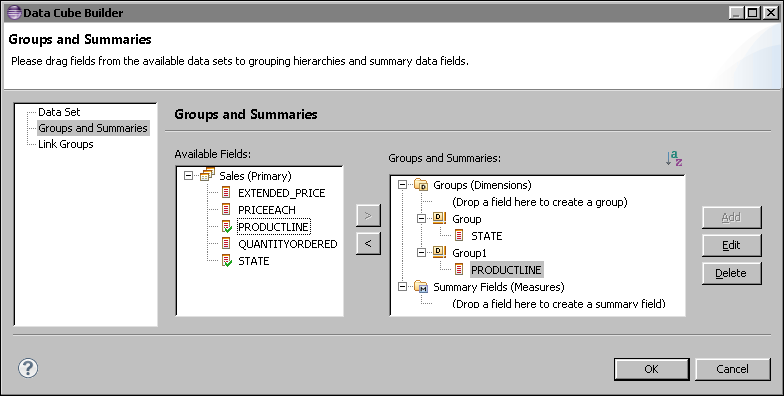 Data Cube Builder
Groups and Summaries
Please drag fields from the available data sets to grouping hierarchies and summary data fields.
Data Set
Groups and Summaries
Link Groups
Groups and Summaries
Available Fields:
Sales (Primary)
EXTENDED_PRICE
PRICEEACH
PRODUCTLINE
QUANTITYORDERED
STATE
>
<
Groups and Summaries:
a
z
Groups (Dimensions)
(Drop a field here to create a group)
Group
STATE
Group1
PRODUCTLINE
Summary Fields (Measures)
(Drop a field here to create a summary field)
Add
Edit
Delete
?
OK
Cancel